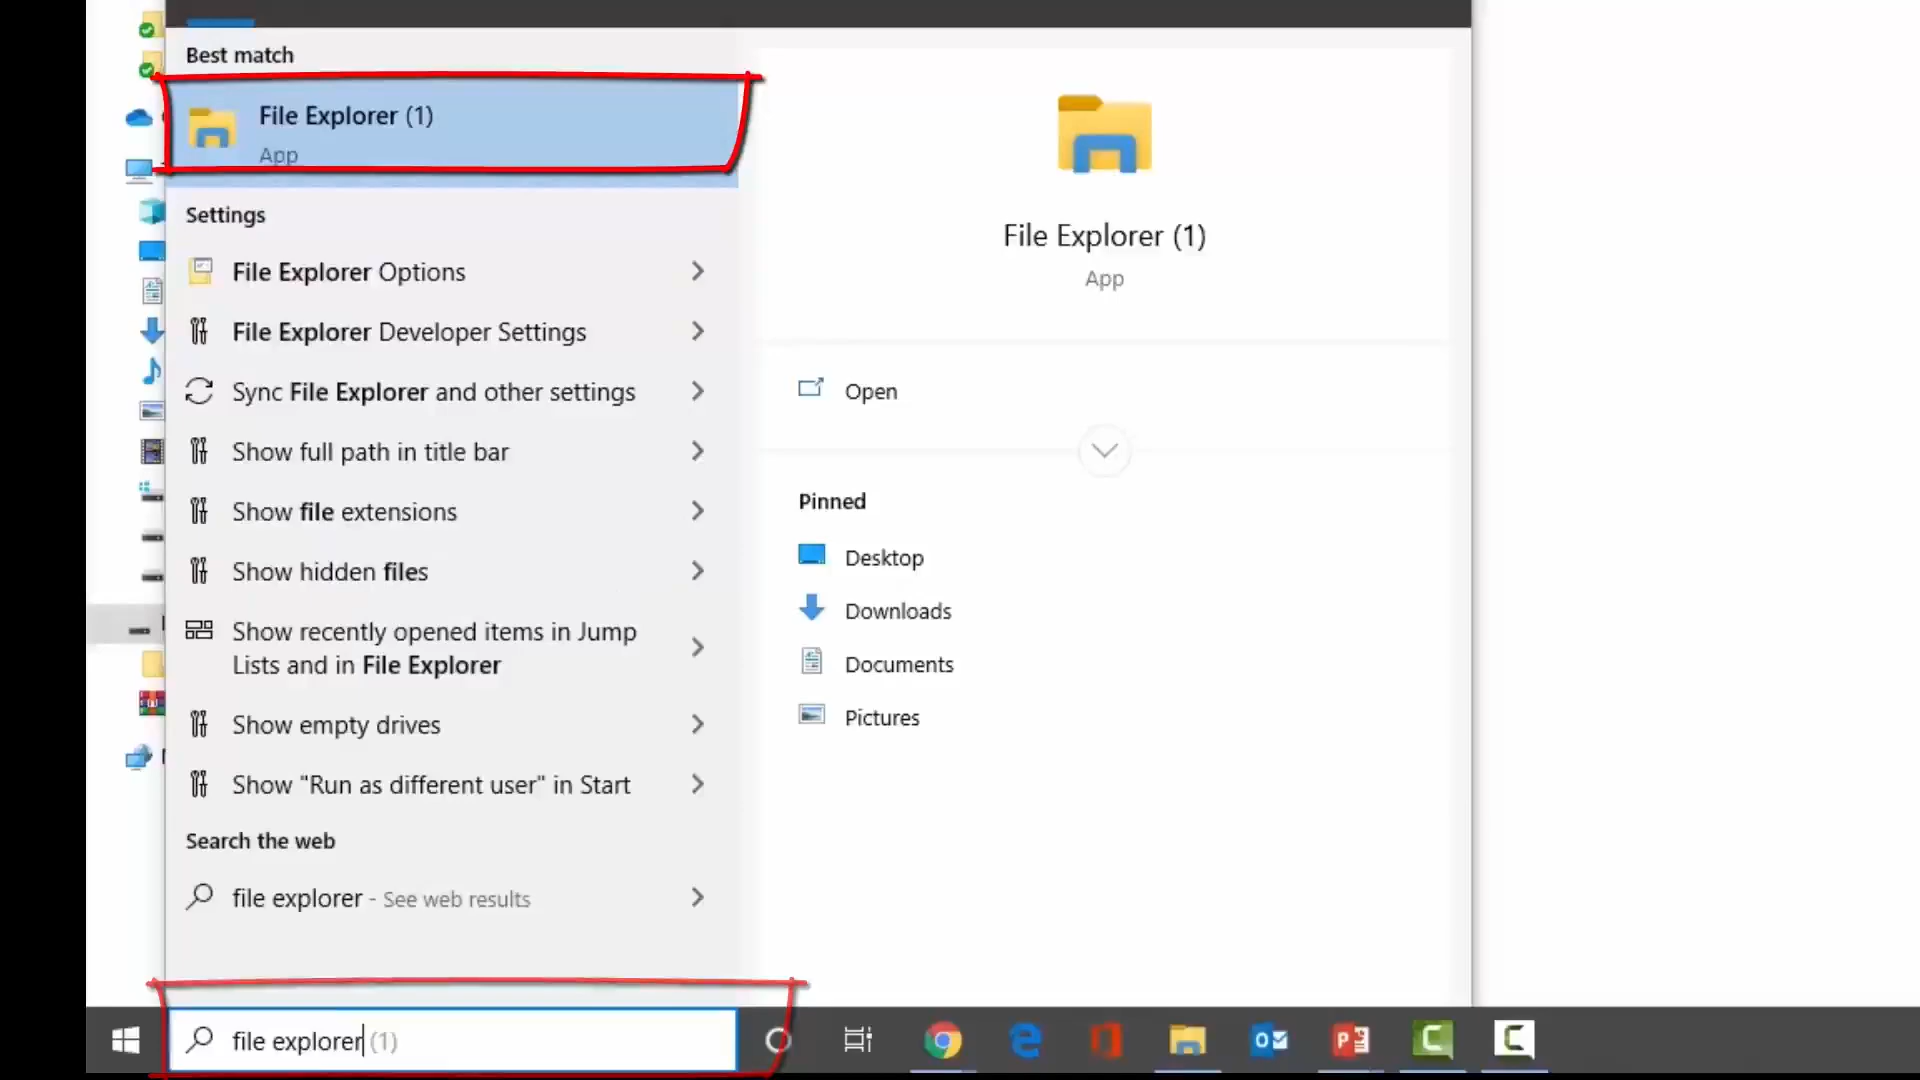 Best match
File Explorer (1)
App
Settings
File Explorer Options
File Explorer Developer Settings
Sync File Explorer and other settings
Show full path in title bar
Show file extensions
Show hidden files
Show recently opened items in Jump
Lists and in File Explorer
Show empty drives
Show "Run as different user" in Start
Search the web
file explorer - See web results
file explorer (1)
File Explorer (1)
App
Open
Pinned
Desktop
Downloads
Documents
Pictures